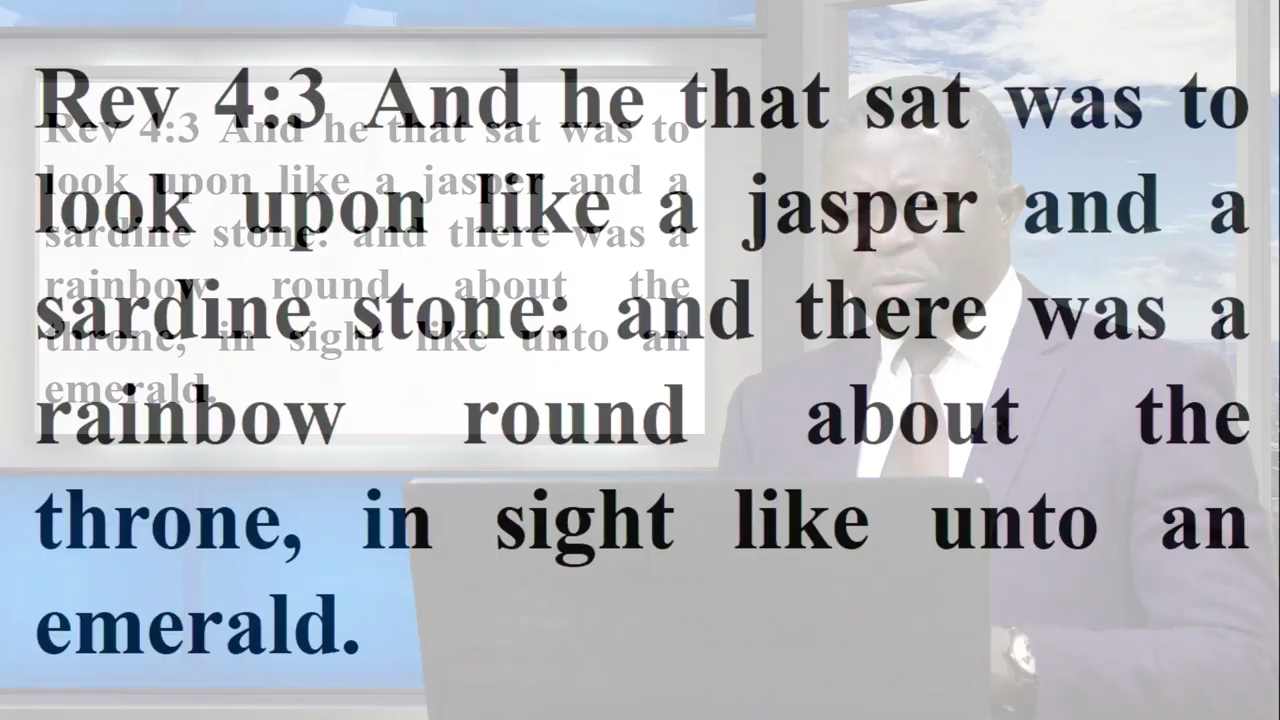 Rev 4:3 And he that sat was to
look upon like a jasper and a
sardine stone: and there was a
rainbow round about the
throne, in sight like unto an
emerald.
Rev 4:3 And he that sat was to
look upon like a jasper and a
sardine stone: and there was a
rainbow round about the
throne, in sight like unto an
emerald.